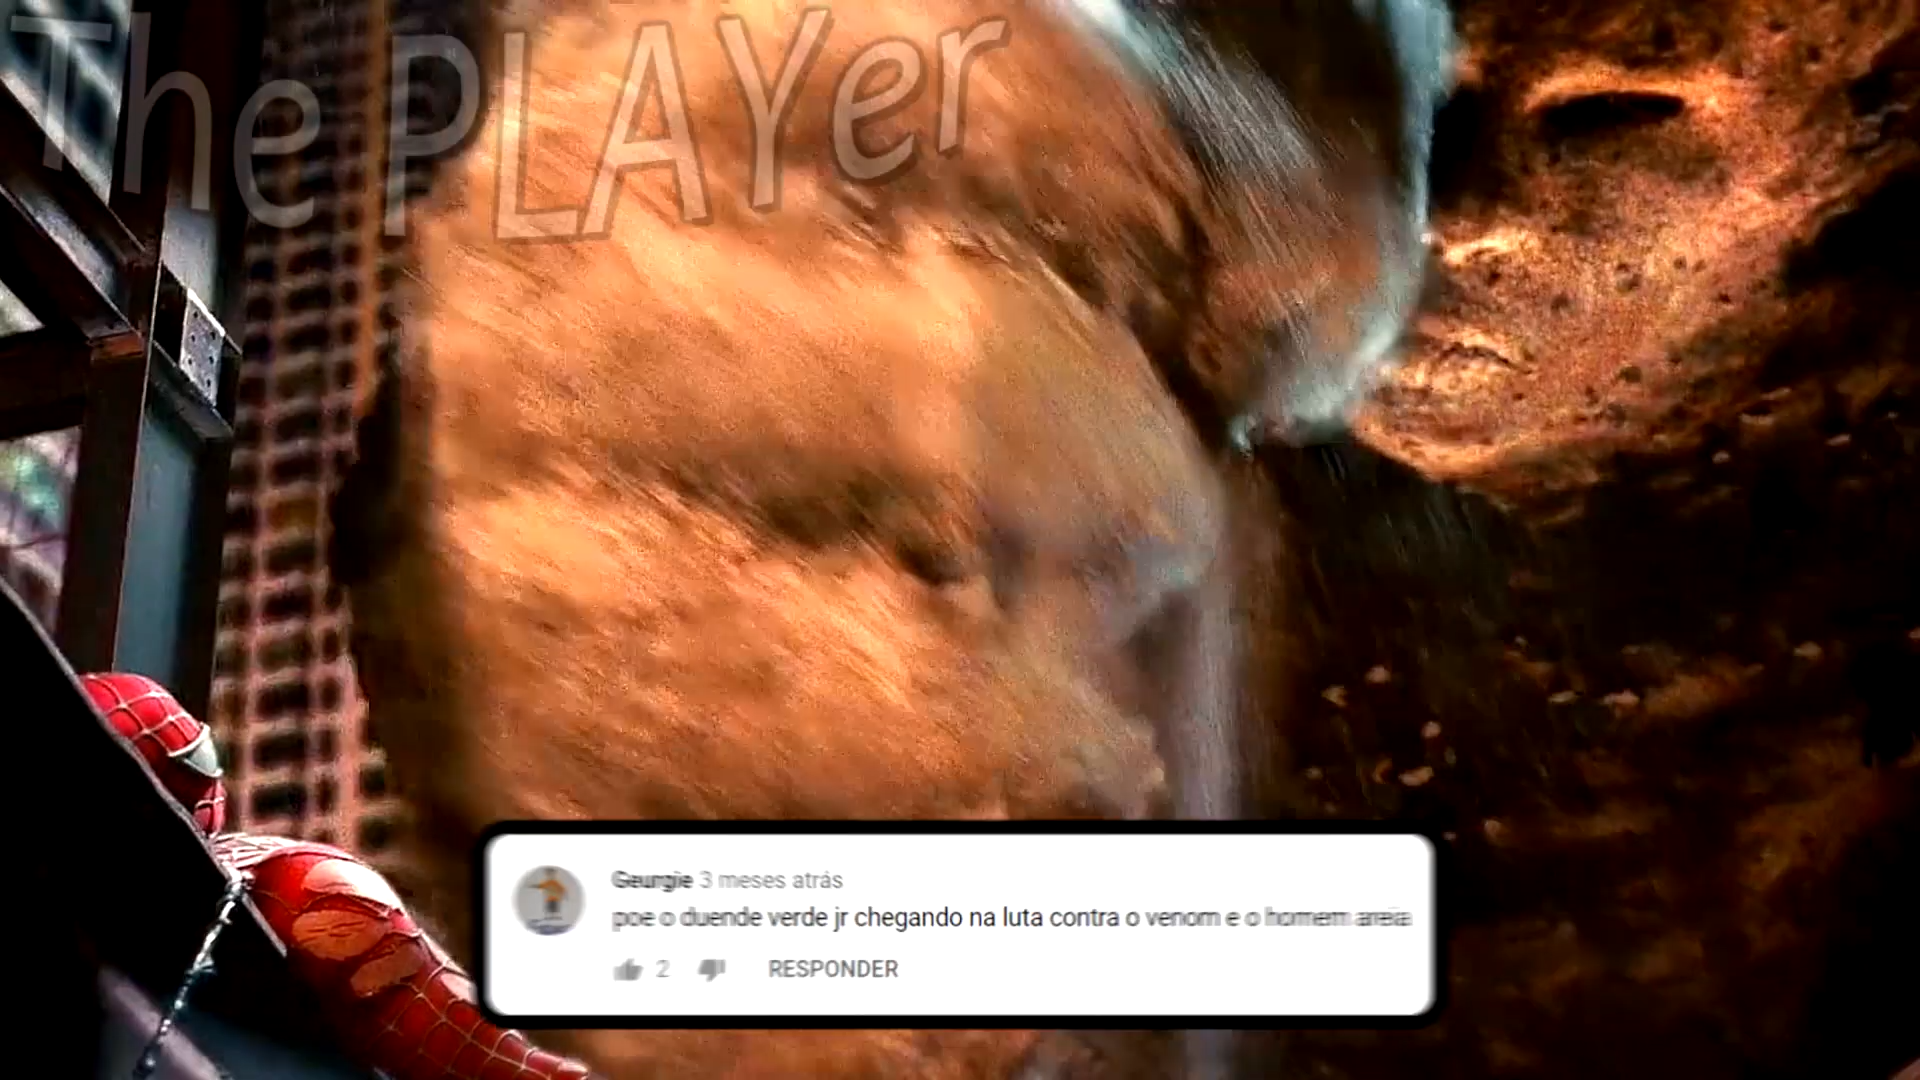 The PLAYer
Geurgie 3 meses atrás
poe o duende verde jr chegando na luta contra o venom e o homem areia
2
RESPONDER